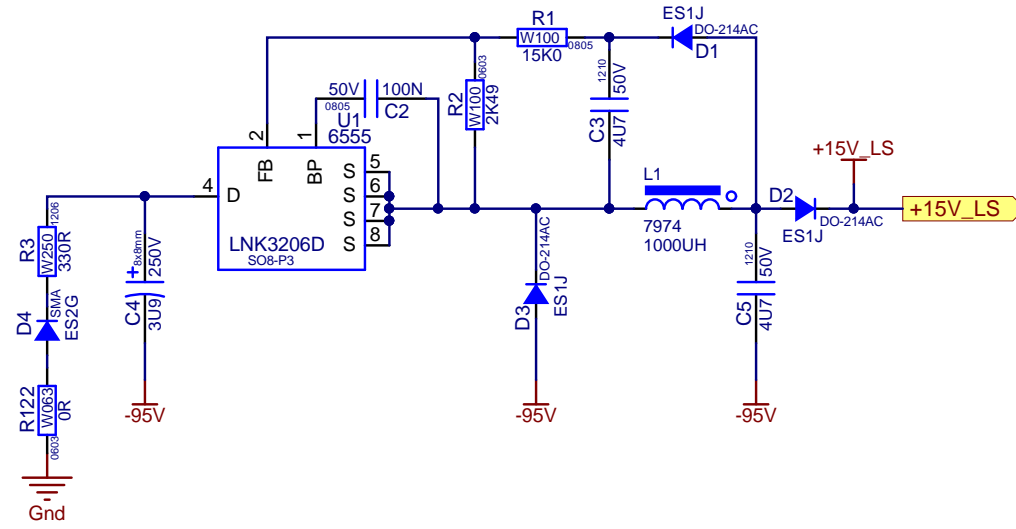 ES1J
DO-214AC
D1
R1
W100
0805
15K0
1210
50V
C3
4U7
0603
R2
W100
2K49
50V
100N
0805
C2
U1
6555
2
1
FB
BP
4
D
5
S
6
S
7
S
8
S
LNK3206D
SO8-P3
+15V_LS
+15V_LS
L1
7974
1000UH
D2
ES1J
DO-214AC
1206
R3
W250
330R
+
8x8mm
250V
C4
3U9
DO-214AC
D3
ES1J
1210
50V
C5
4U7
SMA
D4
ES2G
R122
W063
0R
0603
-95V
-95V
-95V
Gnd